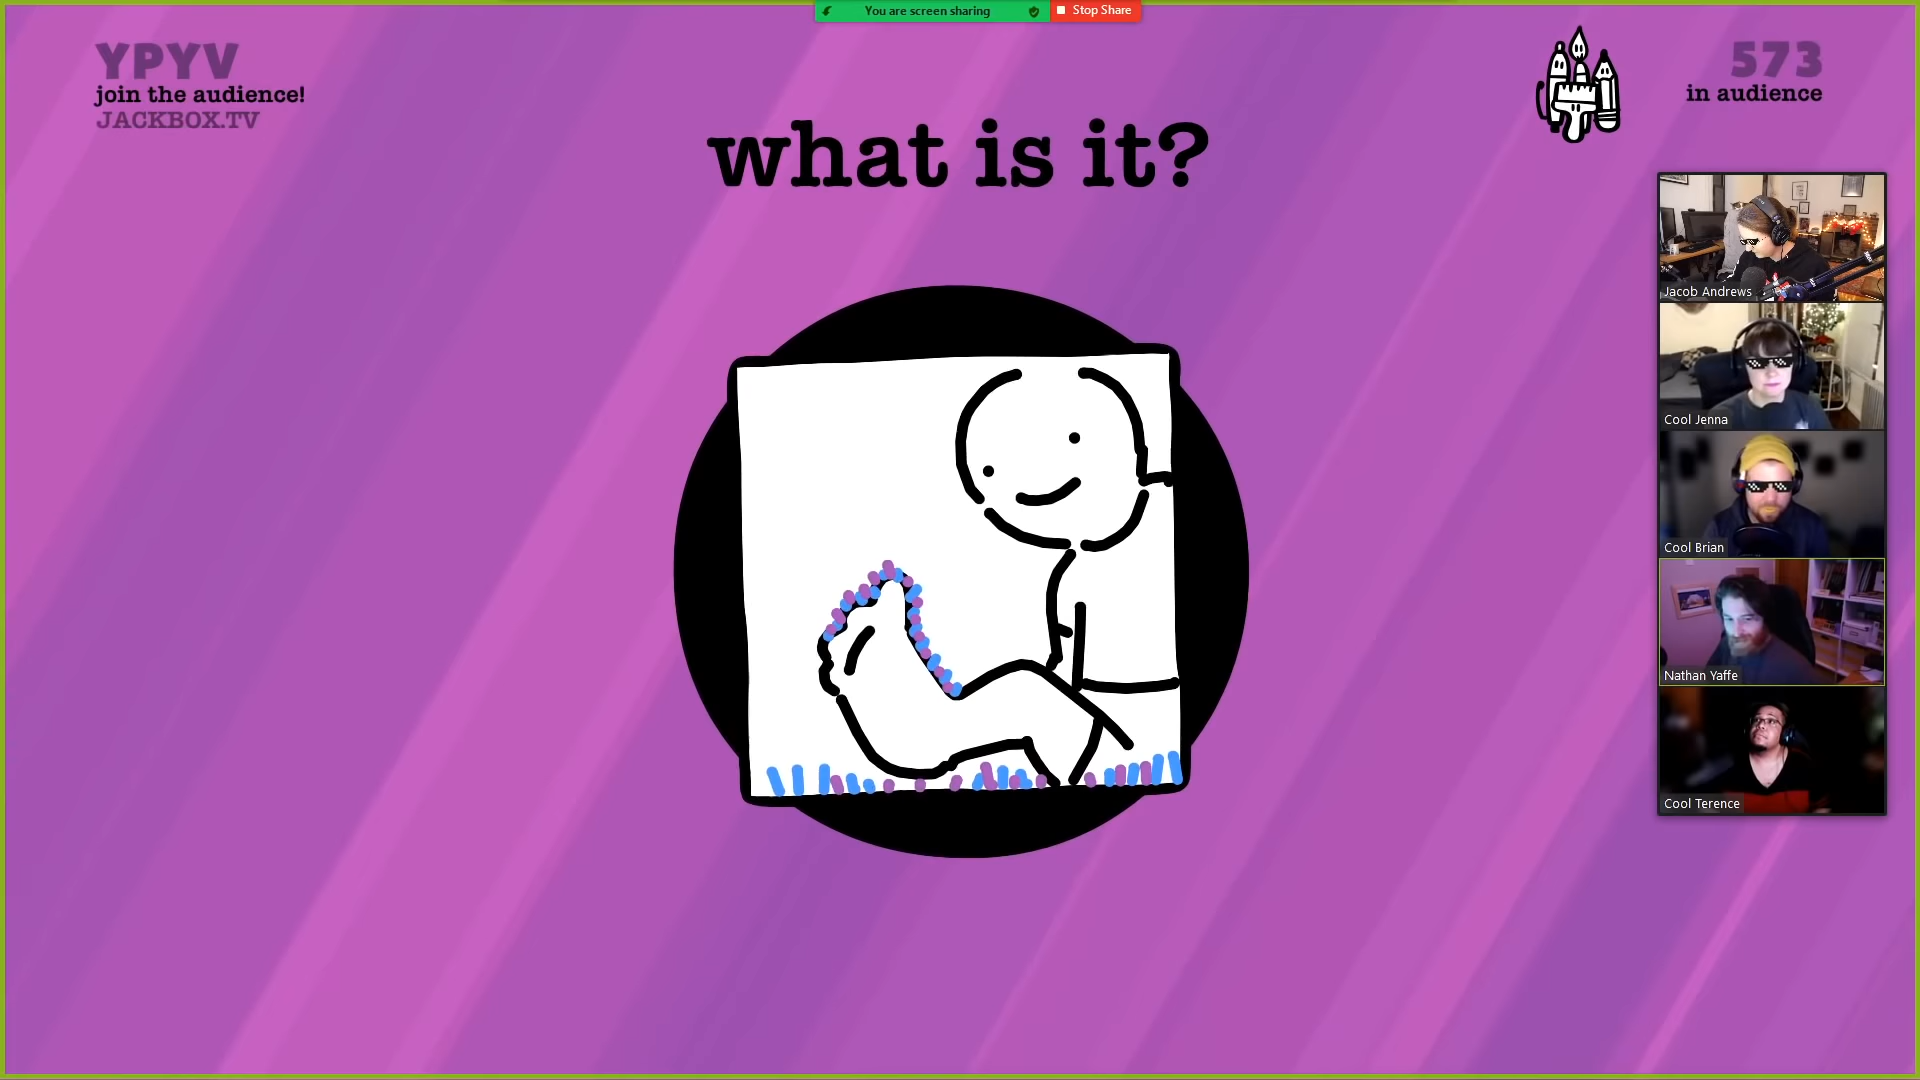 You are screen sharing
Stop Share
YPYV
join the audience!
JACKBOX.TV
573
in audience
what is it?
Jacob Andrews
Cool Jenna
Cool Brian
Nathan Yaffe
Cool Terence